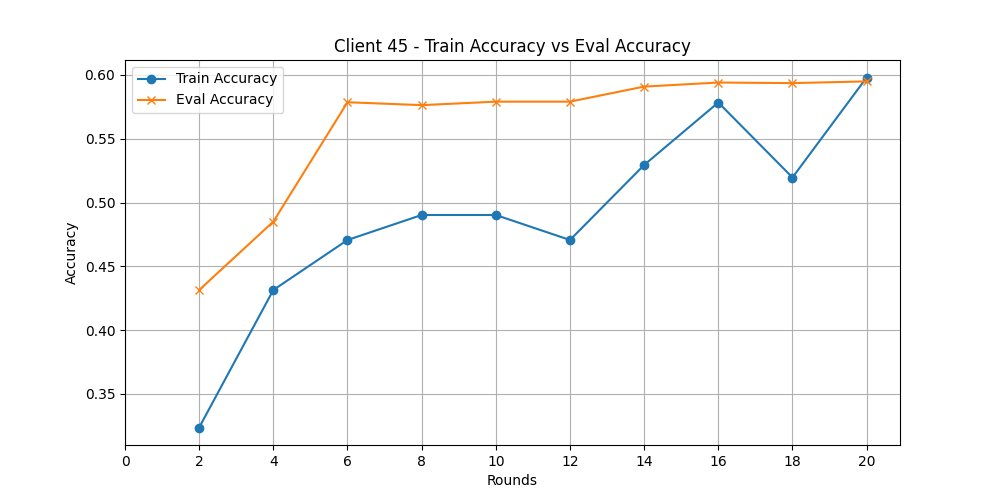 Client 45 - Train Accuracy vs Eval Accuracy
Train Accuracy
Eval Accuracy
0.60
0.55
0.50
0.45
0.40
0.35
Accuracy
0 2 4 6 8 10 12 14 16 18 20
Rounds